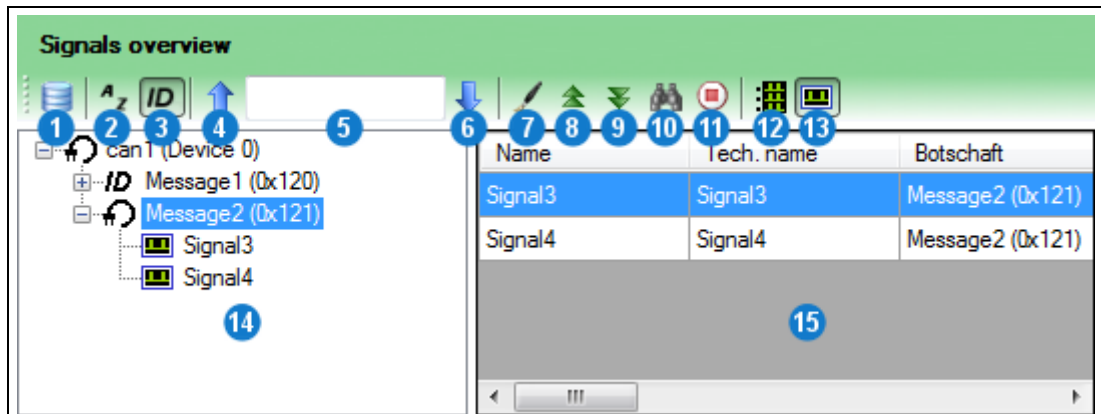 Signals overview
A Z ID
1 2 3 4 5 6 7 8 9 10 11 12 13
can1 (Device 0)
ID Message1 (0x120)
Message2 (0x121)
Signal3
Signal4
14
Name Tech. name Botschaft
Signal3 Signal3 Message2 (0x121)
Signal4 Signal4 Message2 (0x121)
15